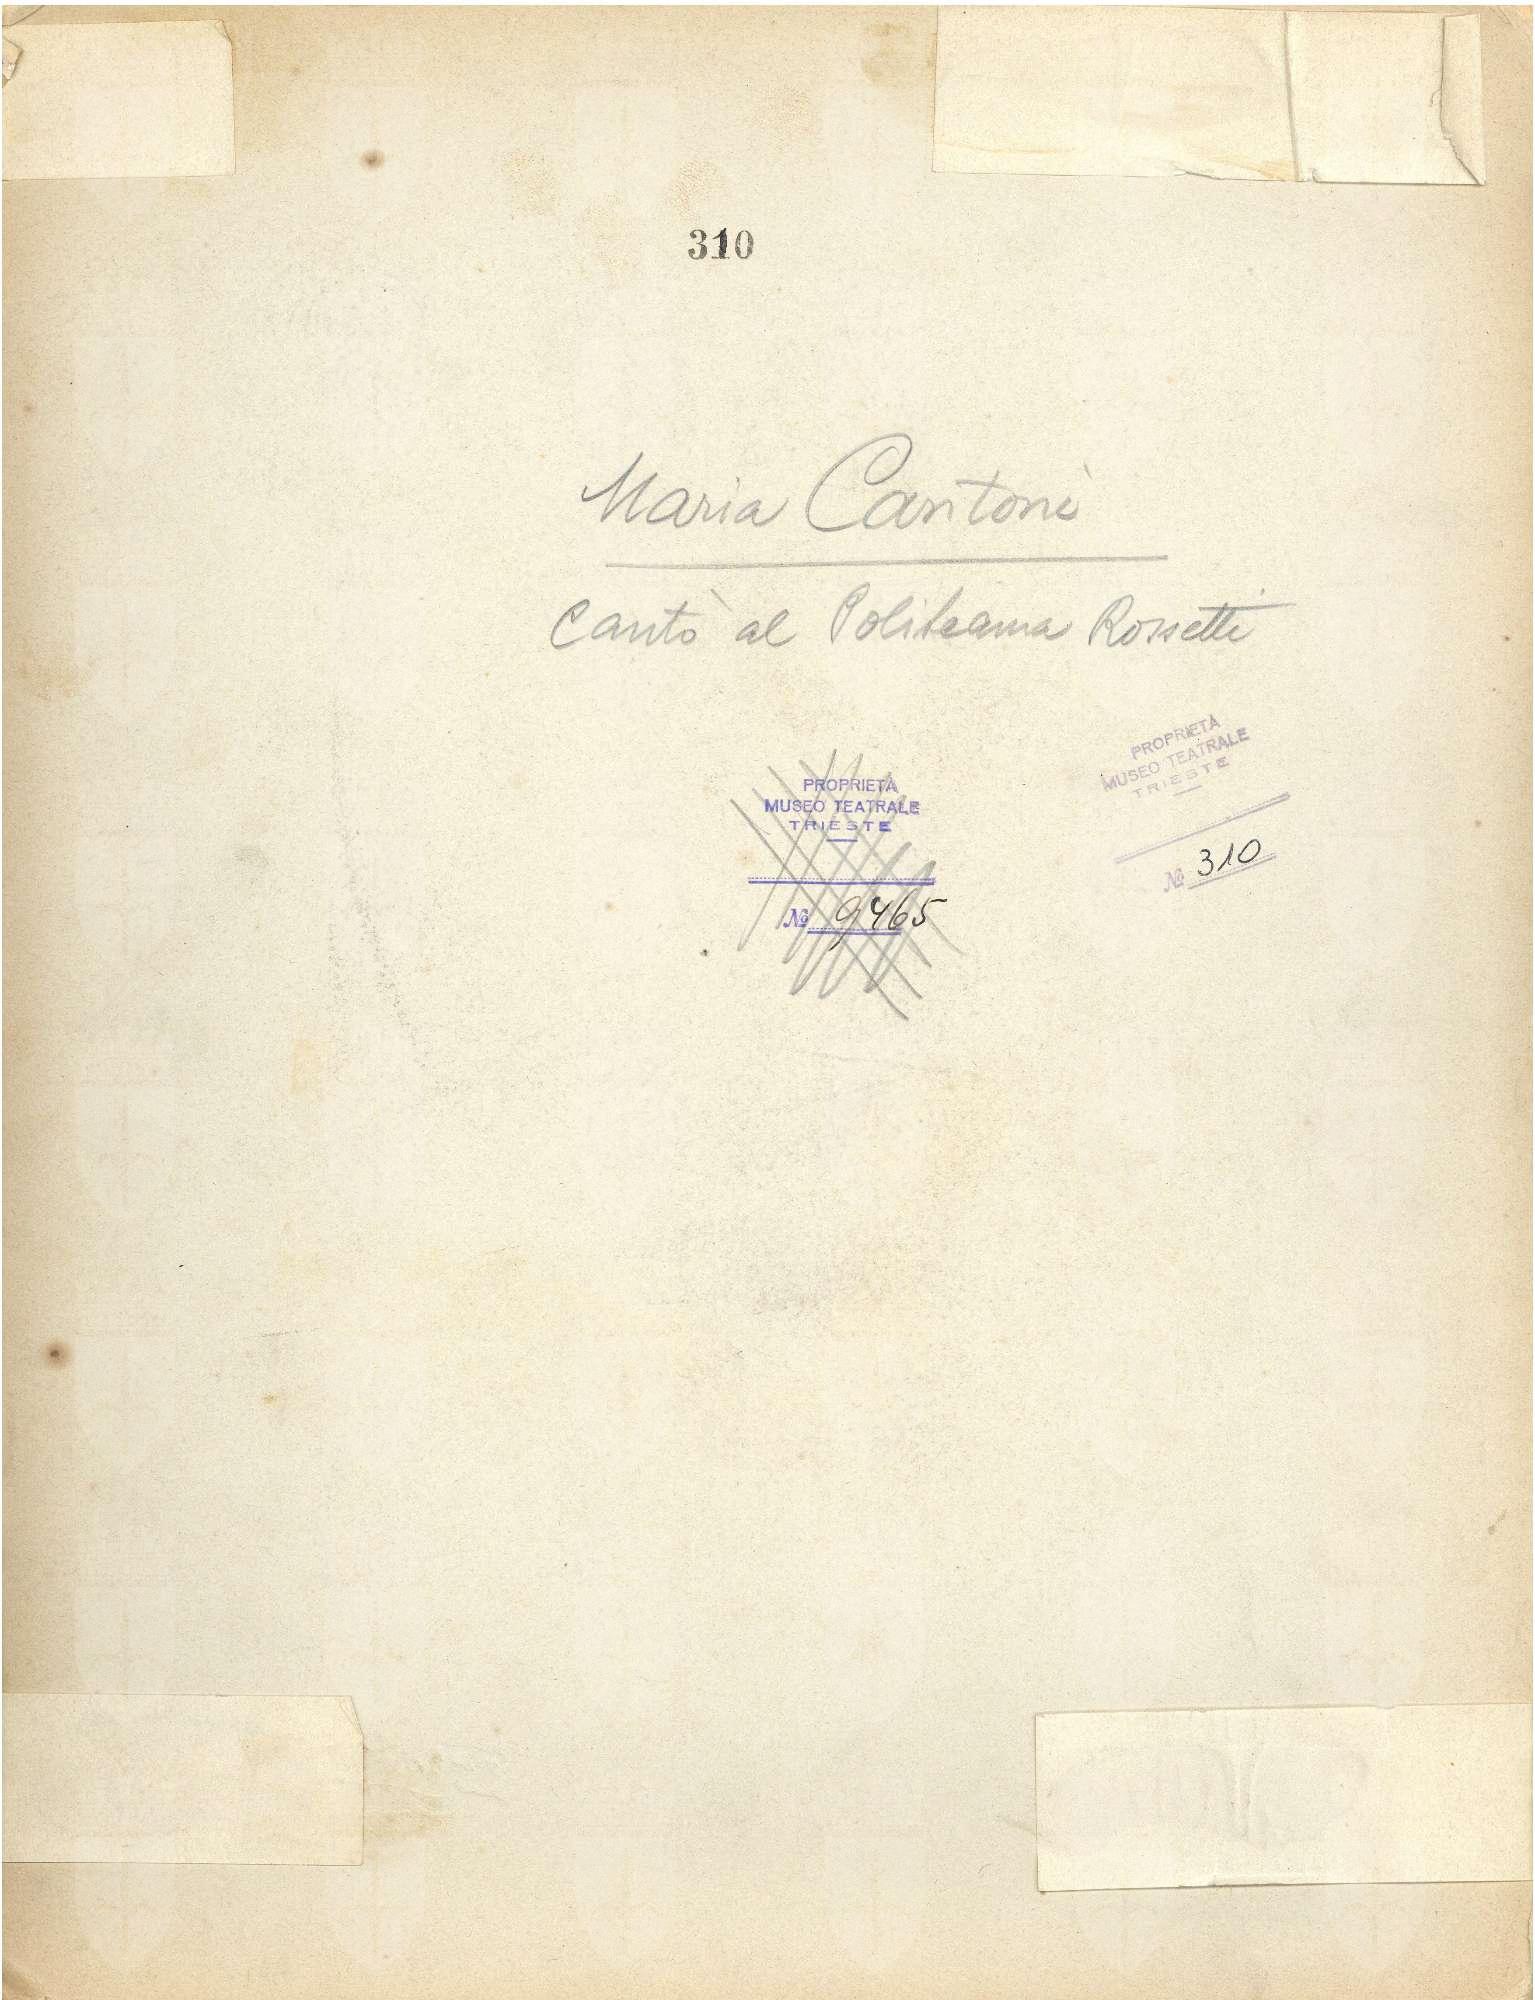 310
Maria Cantoni
Cantò al Politeama Rossetti
PROPRIETÀ
MUSEO TEATRALE
TRIESTE
№ 9465
PROPRIETÀ
MUSEO TEATRALE
TRIESTE
№ 310